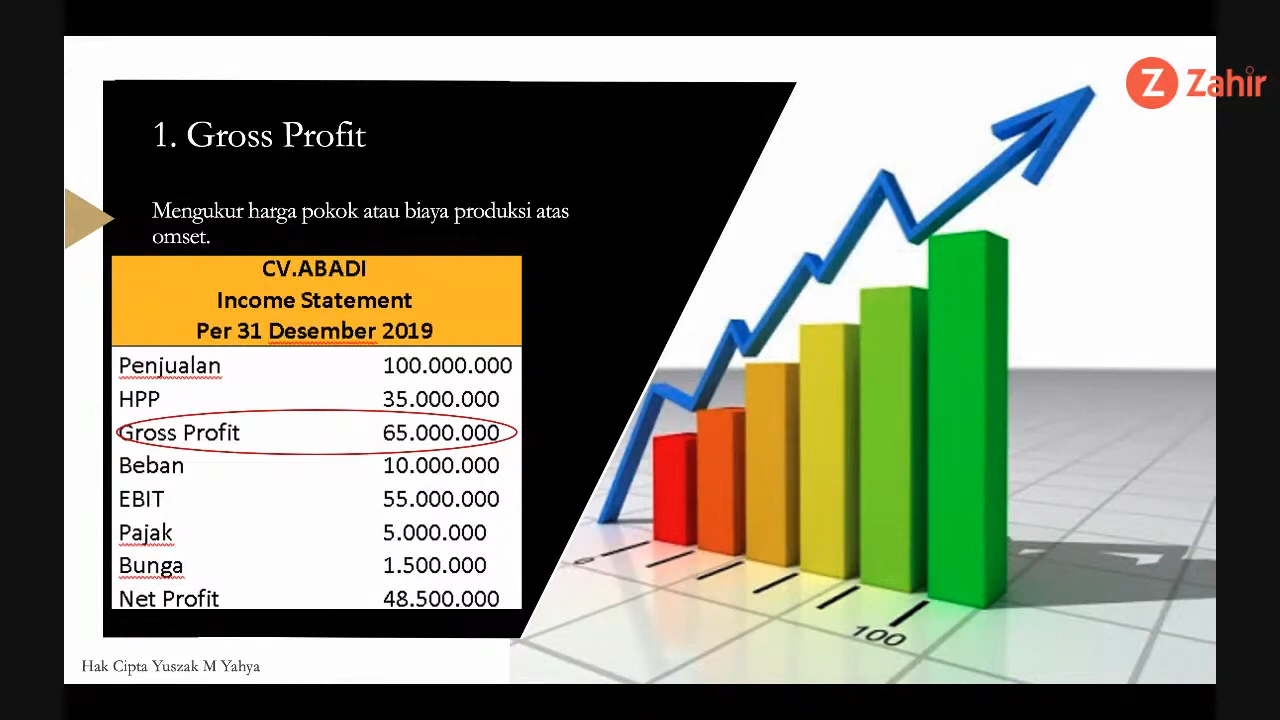 Z Zahir
1. Gross Profit
Mengukur harga pokok atau biaya produksi atas
omset.
CV.ABADI
Income Statement
Per 31 Desember 2019
Penjualan 100.000.000
HPP 35.000.000
Gross Profit 65.000.000
Beban 10.000.000
EBIT 55.000.000
Pajak 5.000.000
Bunga 1.500.000
Net Profit 48.500.000
0
100
Hak Cipta Yuszak M Yahya